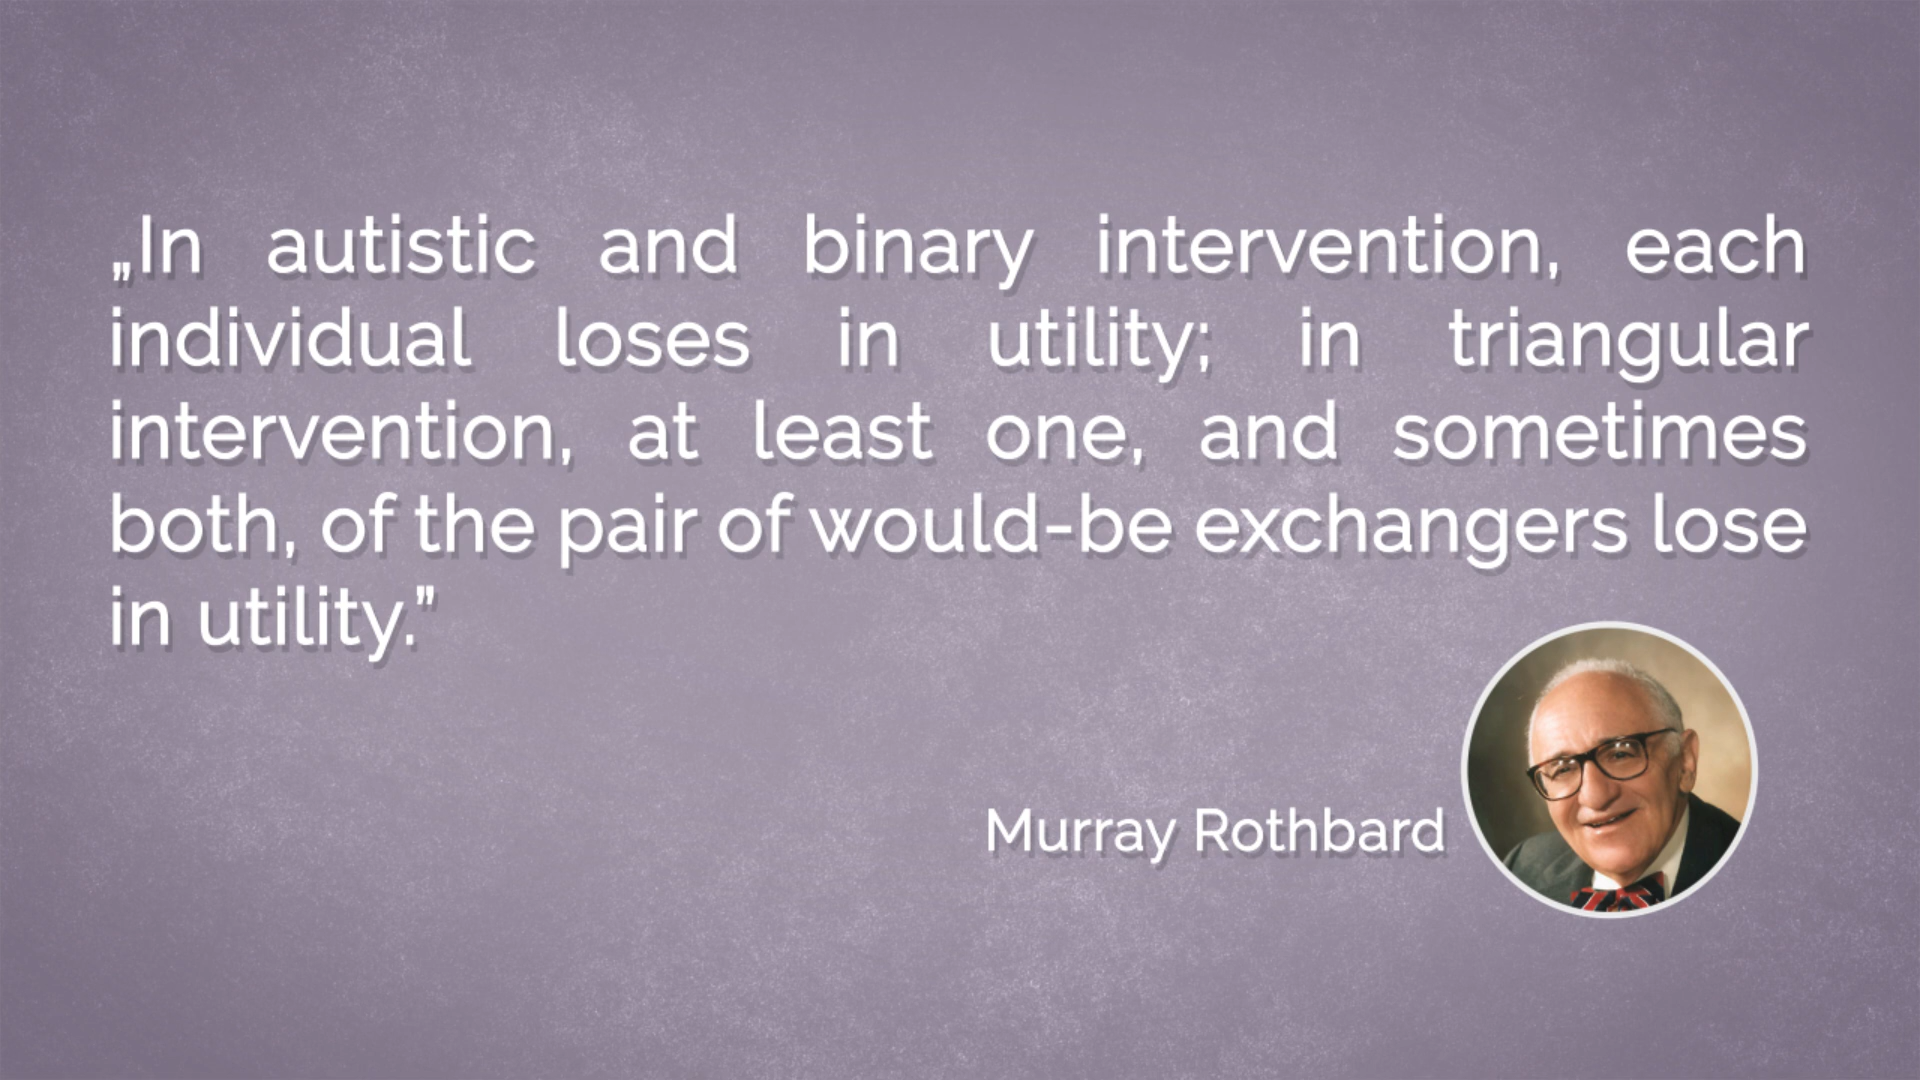 „In autistic and binary intervention, each
individual loses in utility; in triangular
intervention, at least one, and sometimes
both, of the pair of would-be exchangers lose
in utility.”
Murray Rothbard